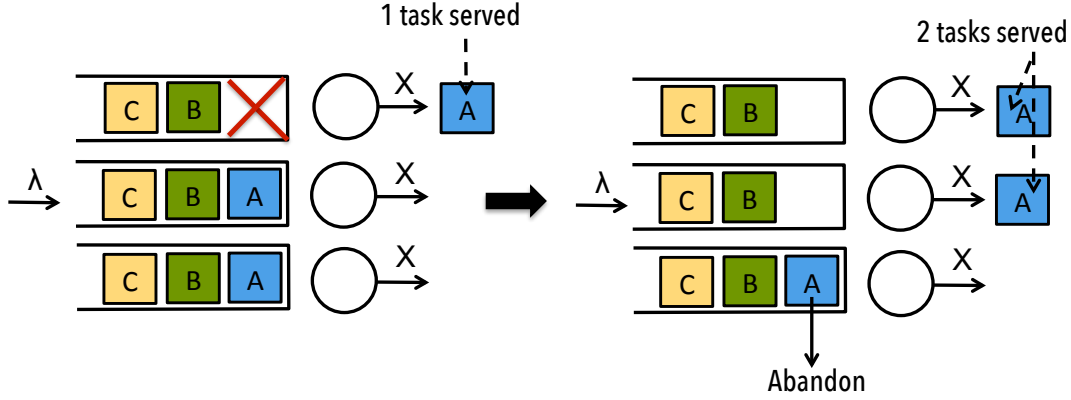 1 task served
X
C B A
λ
X
C B A
X
C B A
2 tasks served
X
C B A
λ
X
C B A
X
C B A
Abandon